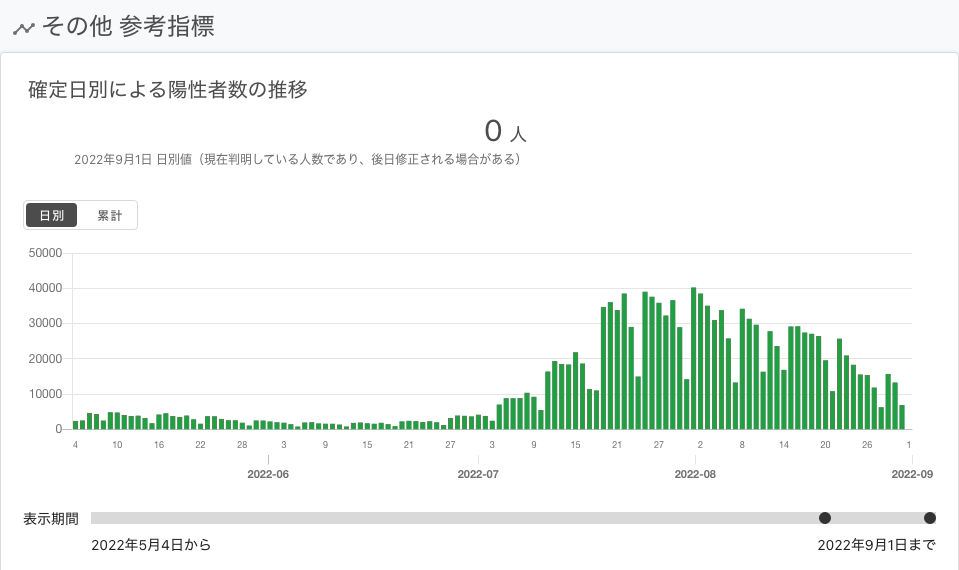 その他 参考指標
確定日別による陽性者数の推移
0 人
2022年9月1日 日別値（現在判明している人数であり、後日修正される場合がある）
日別 累計
50000
40000
30000
20000
10000
0
4 10 16 22 28 3 9 15 21 27 3 9 15 21 27 2 8 14 20 26 1
2022-06 2022-07 2022-08 2022-09
表示期間
2022年5月4日から 2022年9月1日まで